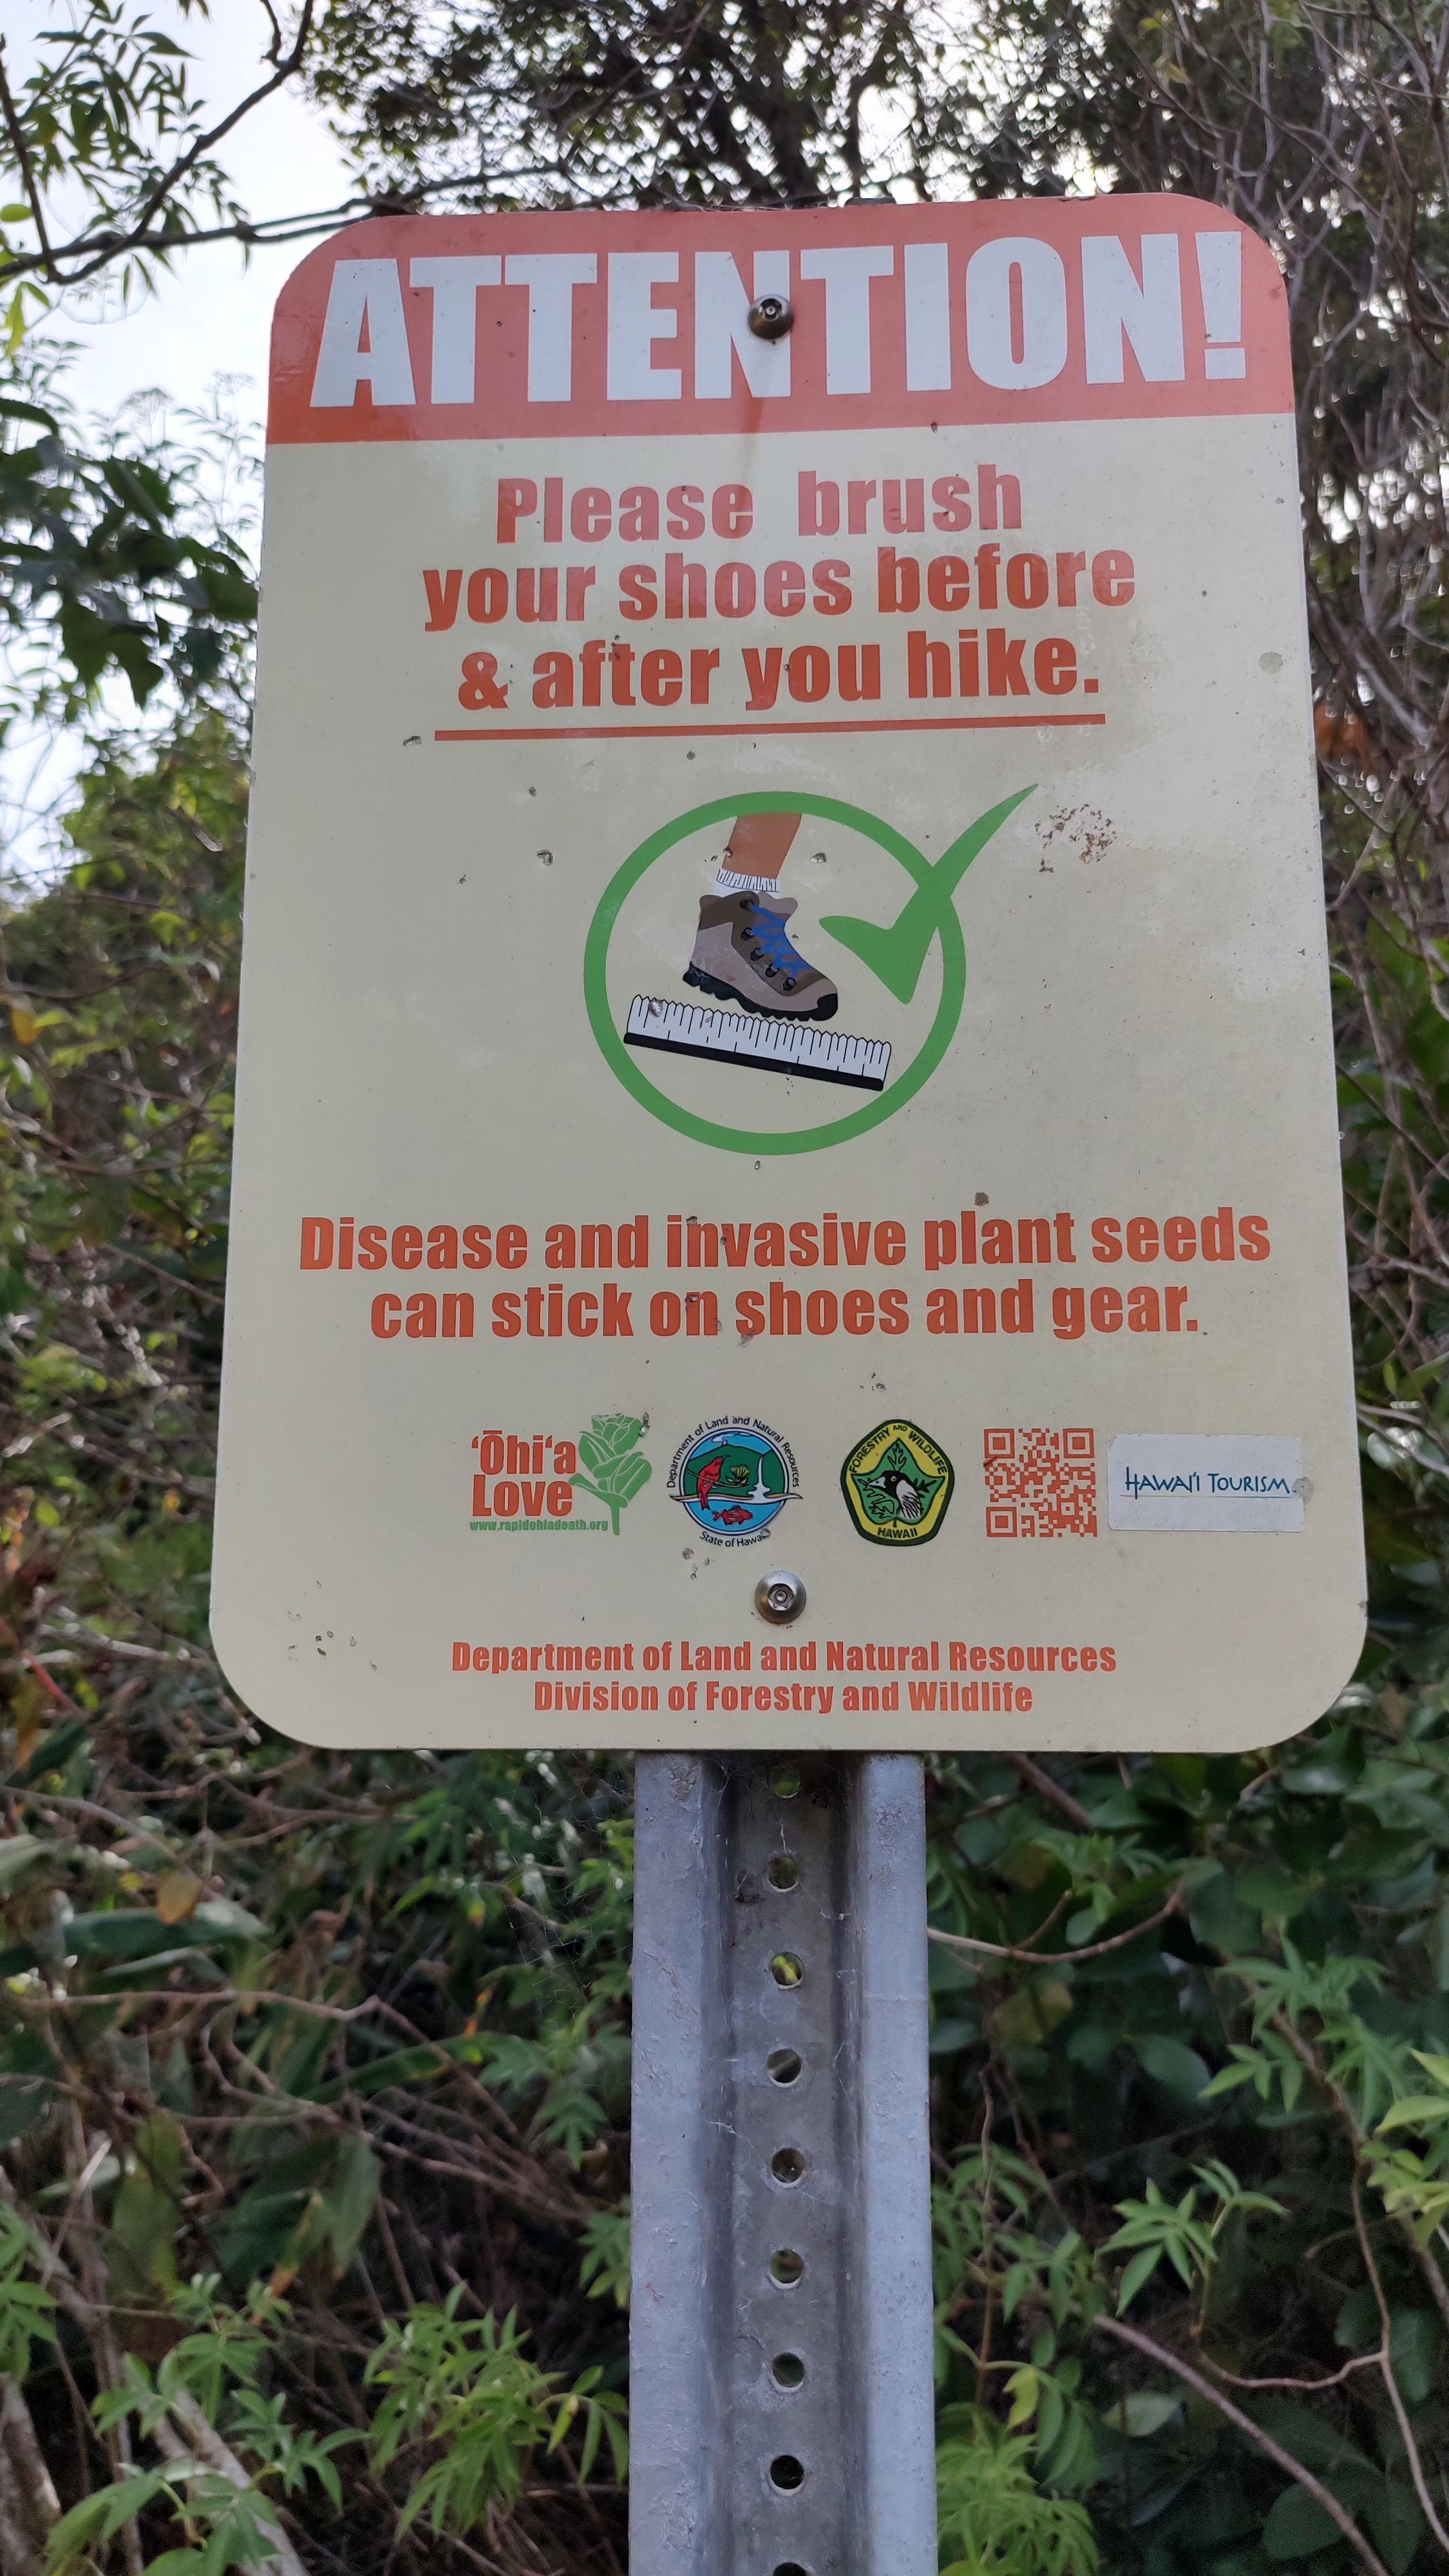 ATTENTION!
Please brush
your shoes before
& after you hike.
Disease and invasive plant seeds
can stick on shoes and gear.
ʻŌhiʻa
Love
www.rapidohiadeath.org
Department of Land and Natural Resources
State of Hawaii
FORESTRY AND WILDLIFE
HAWAII
HAWAIʻI TOURISM
Department of Land and Natural Resources
Division of Forestry and Wildlife